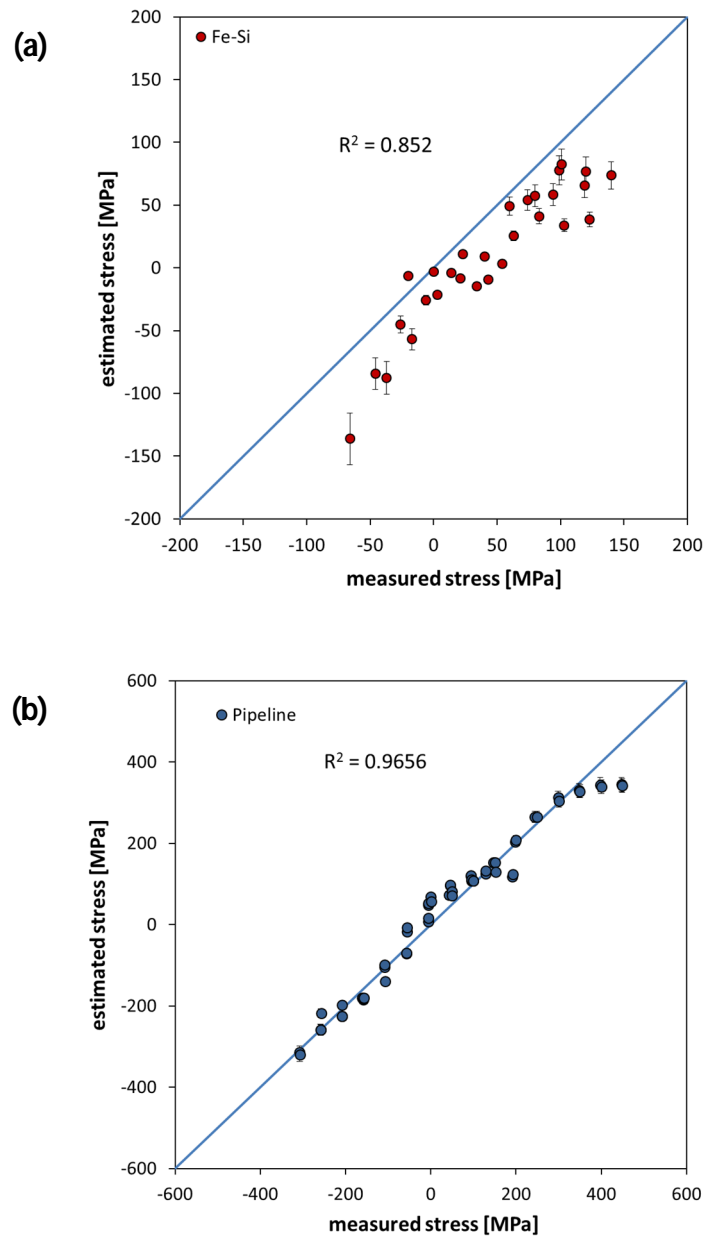 (a)
200
Fe-Si
150
R² = 0.852
100
50
0
-50
-100
-150
-200
estimated stress [MPa]
-200 -150 -100 -50 0 50 100 150 200
measured stress [MPa]
(b)
600
Pipeline
R² = 0.9656
400
200
0
-200
-400
-600
estimated stress [MPa]
-600 -400 -200 0 200 400 600
measured stress [MPa]